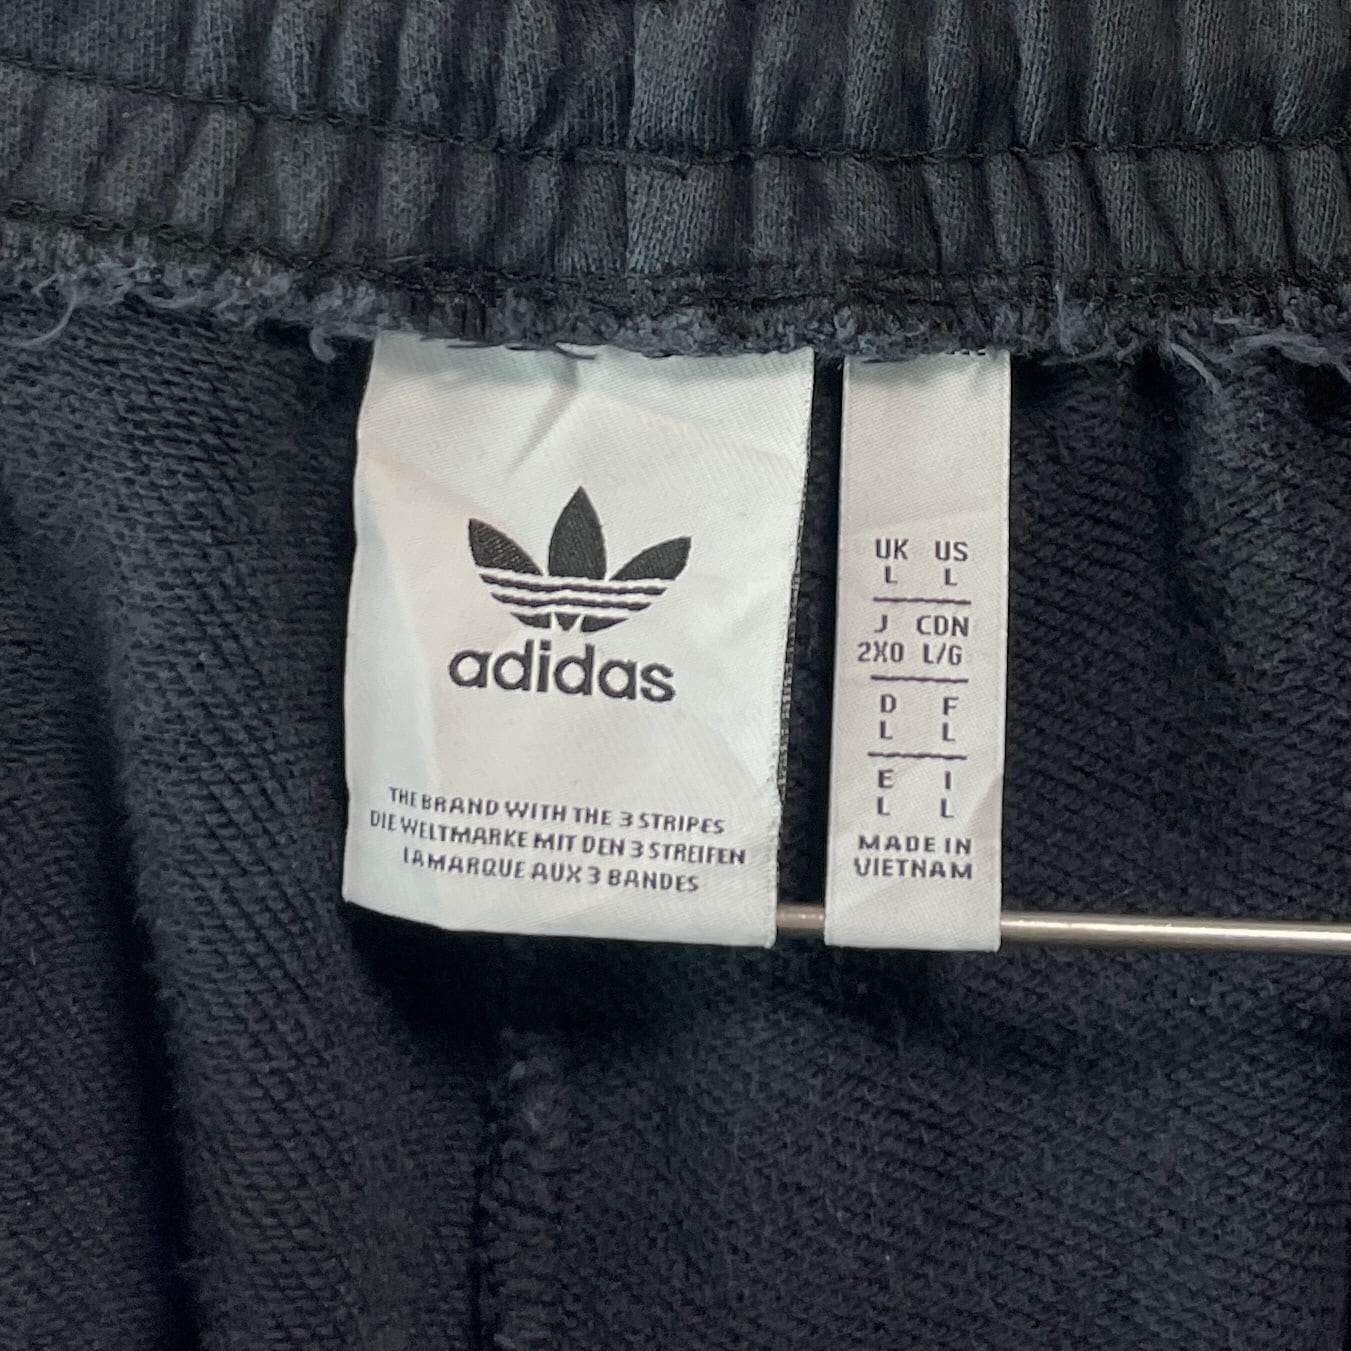 adidas
THE BRAND WITH THE 3 STRIPES
DIE WELTMARKE MIT DEN 3 STREIFEN
LA MARQUE AUX 3 BANDES
UK US
L L
J CDN
2XO L/G
D F
L L
E I
L L
MADE IN
VIETNAM